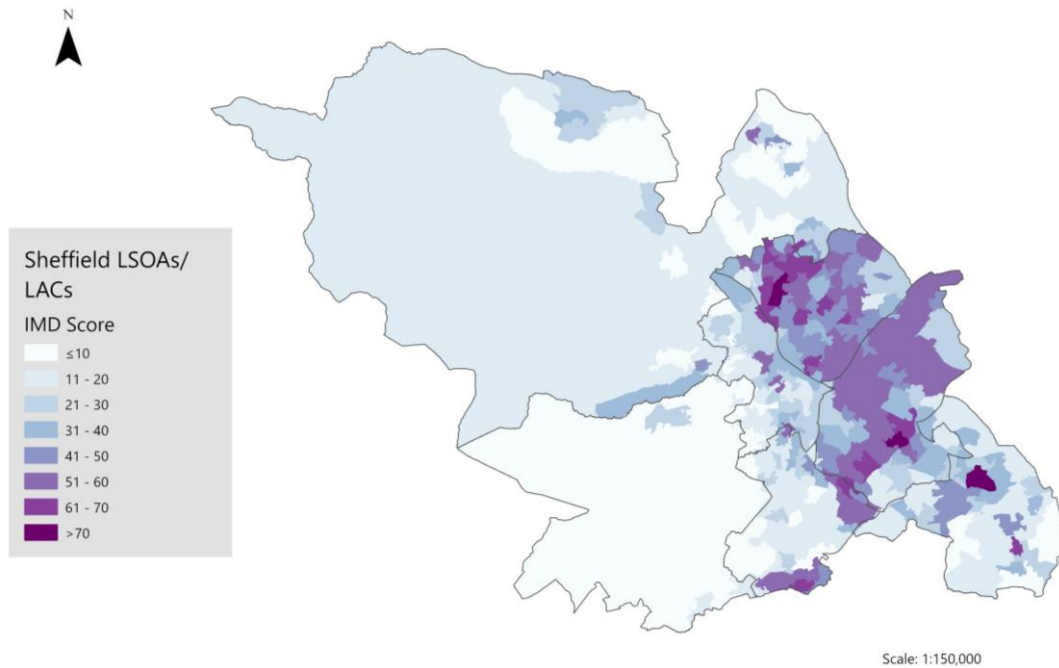 N
Sheffield LSOAs/
LACs
IMD Score
≤10
11 - 20
21 - 30
31 - 40
41 - 50
51 - 60
61 - 70
>70
Scale: 1:150,000